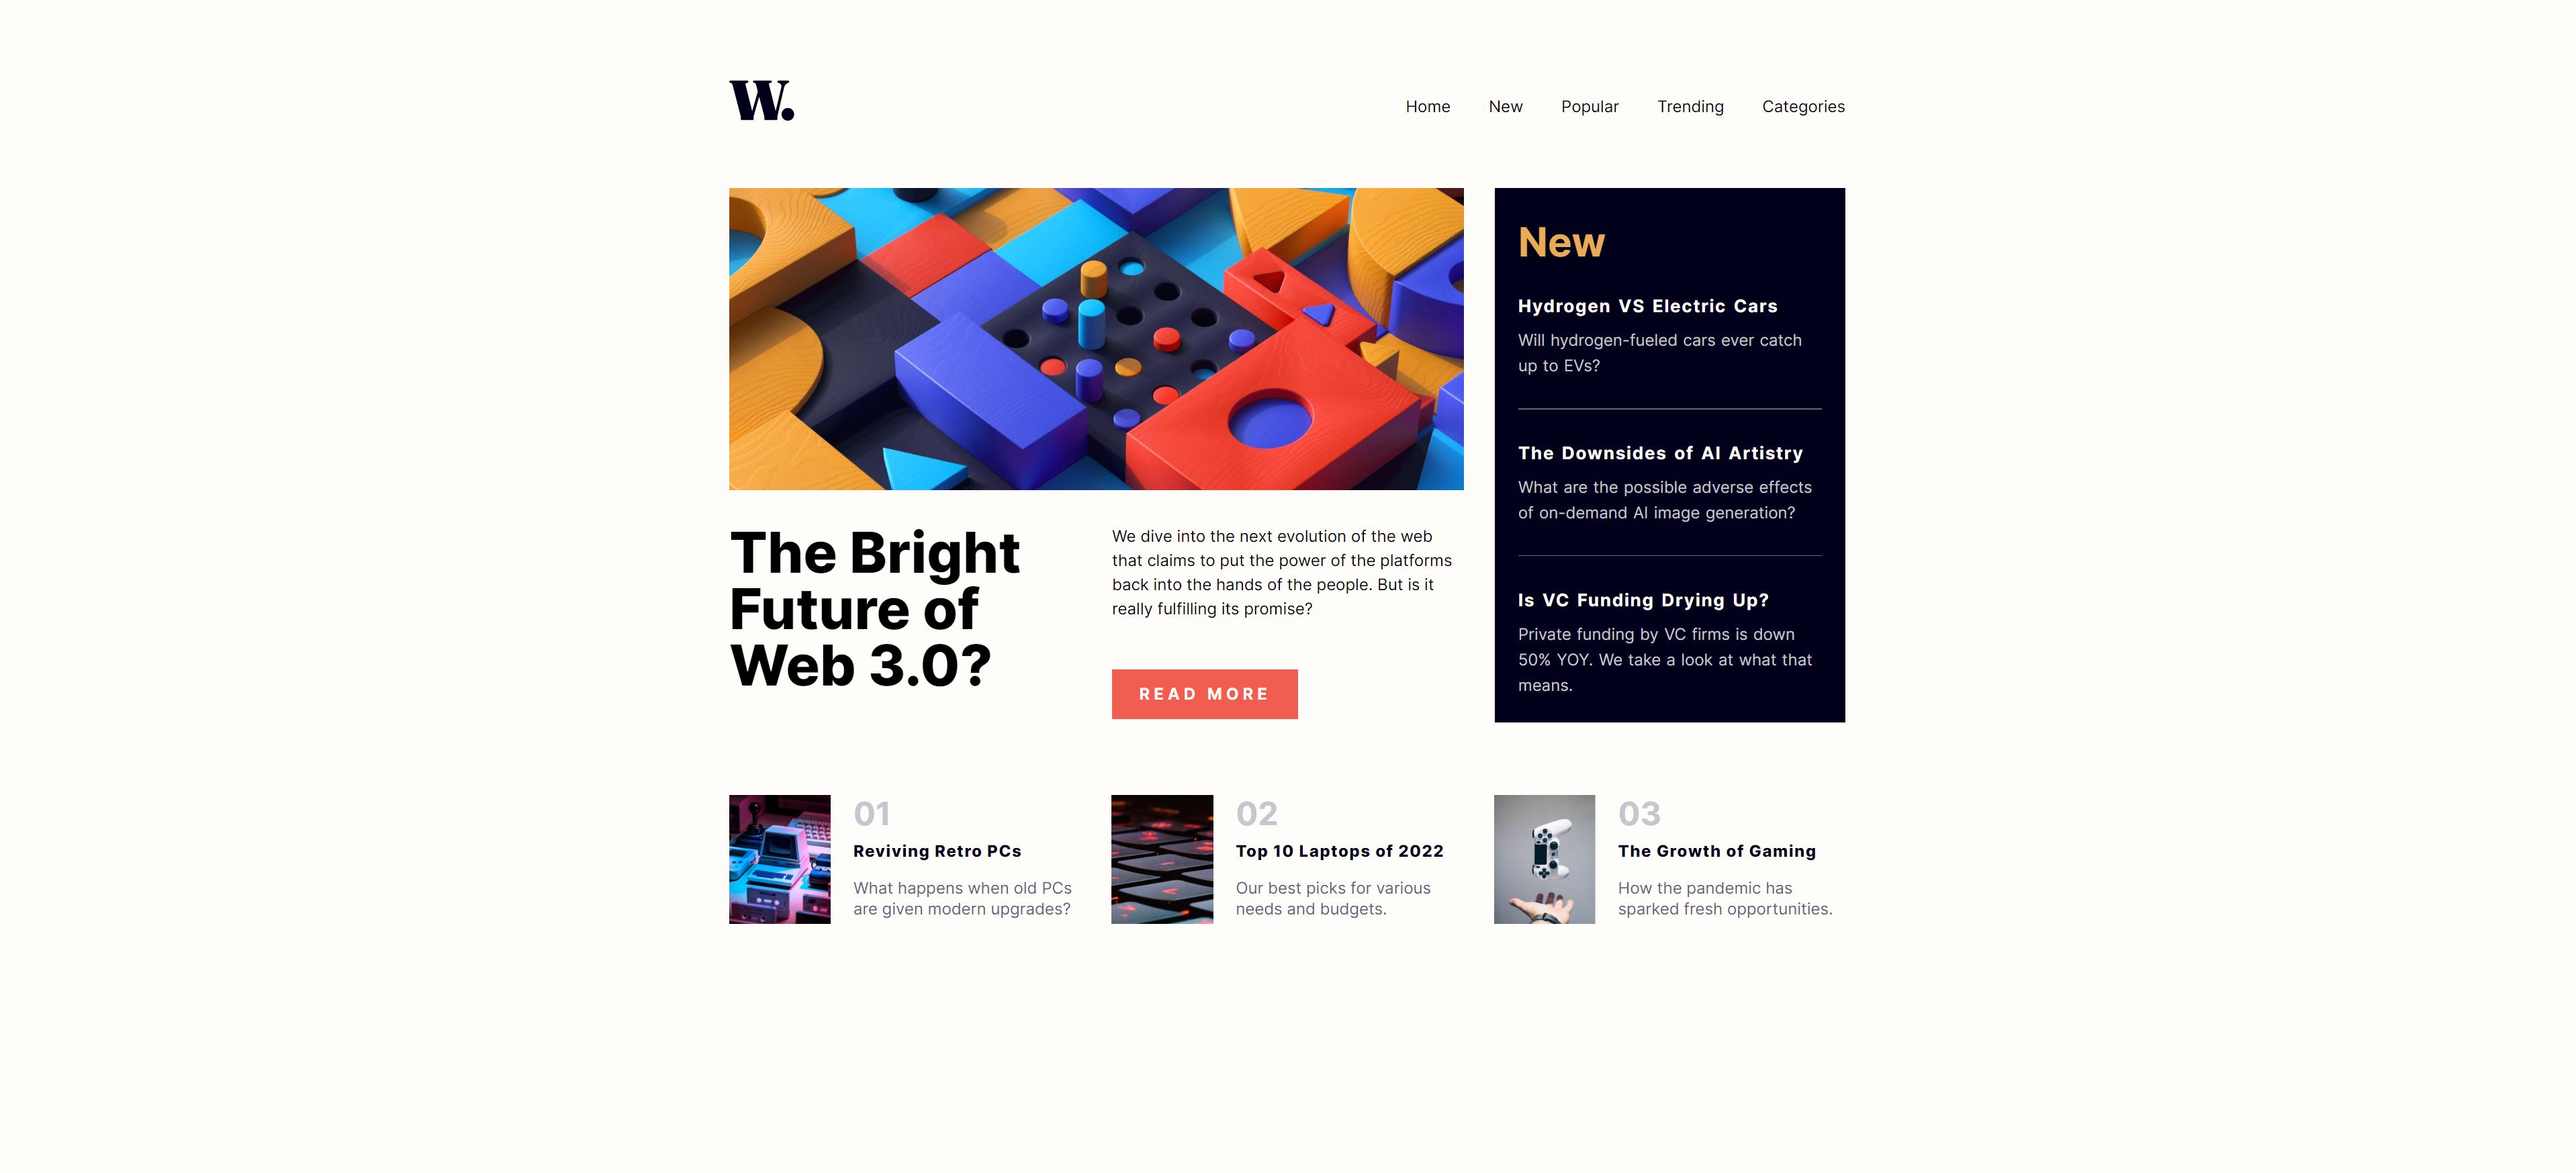 W.
Home New Popular Trending Categories
The Bright
Future of
Web 3.0?
We dive into the next evolution of the web
that claims to put the power of the platforms
back into the hands of the people. But is it
really fulfilling its promise?
READ MORE
New
Hydrogen VS Electric Cars
Will hydrogen-fueled cars ever catch
up to EVs?
The Downsides of AI Artistry
What are the possible adverse effects
of on-demand AI image generation?
Is VC Funding Drying Up?
Private funding by VC firms is down
50% YOY. We take a look at what that
means.
01
Reviving Retro PCs
What happens when old PCs
are given modern upgrades?
02
Top 10 Laptops of 2022
Our best picks for various
needs and budgets.
03
The Growth of Gaming
How the pandemic has
sparked fresh opportunities.